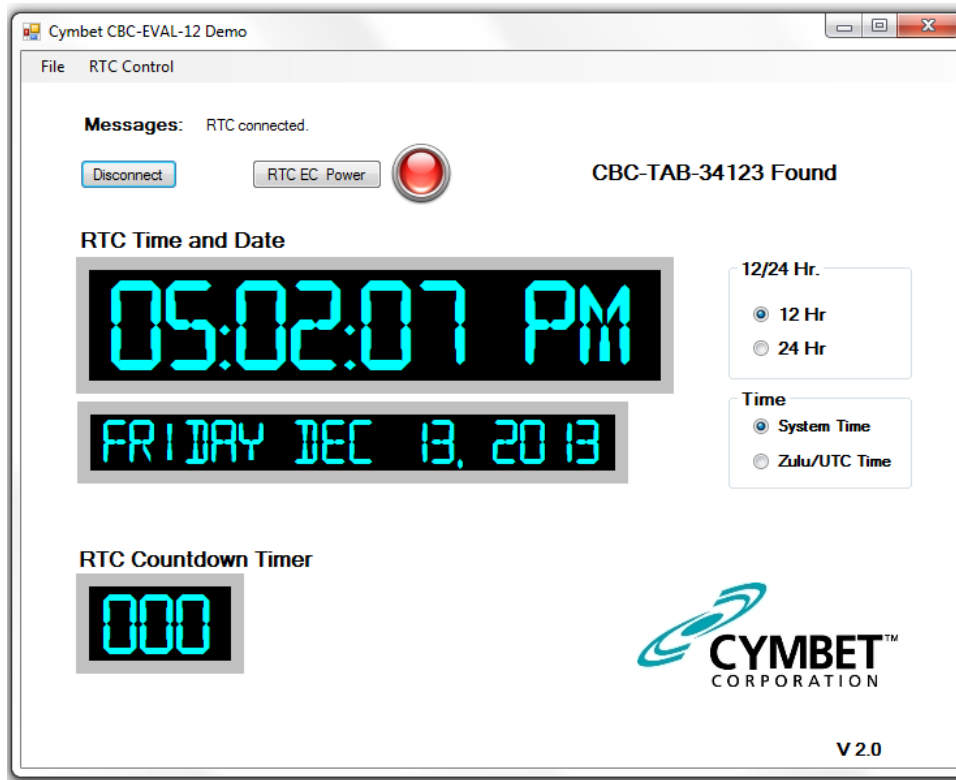 Cymbet CBC-EVAL-12 Demo
File RTC Control
Messages: RTC connected.
Disconnect RTC EC Power CBC-TAB-34123 Found
RTC Time and Date
05:02:07 PM
FRIDAY DEC 13, 2013
12/24 Hr.
12 Hr
24 Hr
Time
System Time
Zulu/UTC Time
RTC Countdown Timer
000
CYMBET™
CORPORATION
V 2.0